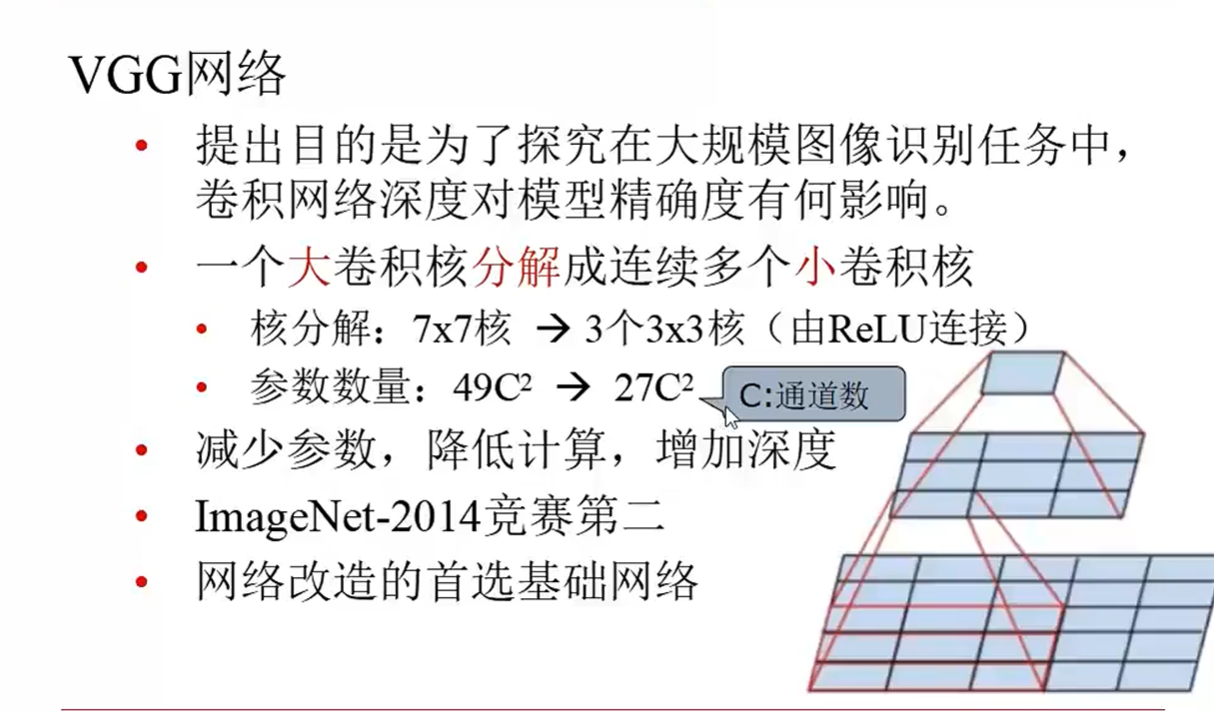 VGG网络
• 提出目的是为了探究在大规模图像识别任务中，
卷积网络深度对模型精确度有何影响。
• 一个大卷积核分解成连续多个小卷积核
• 核分解：7x7核 → 3个3x3核（由ReLU连接）
• 参数数量：49C² → 27C²
C:通道数
• 减少参数，降低计算，增加深度
• ImageNet-2014竞赛第二
• 网络改造的首选基础网络